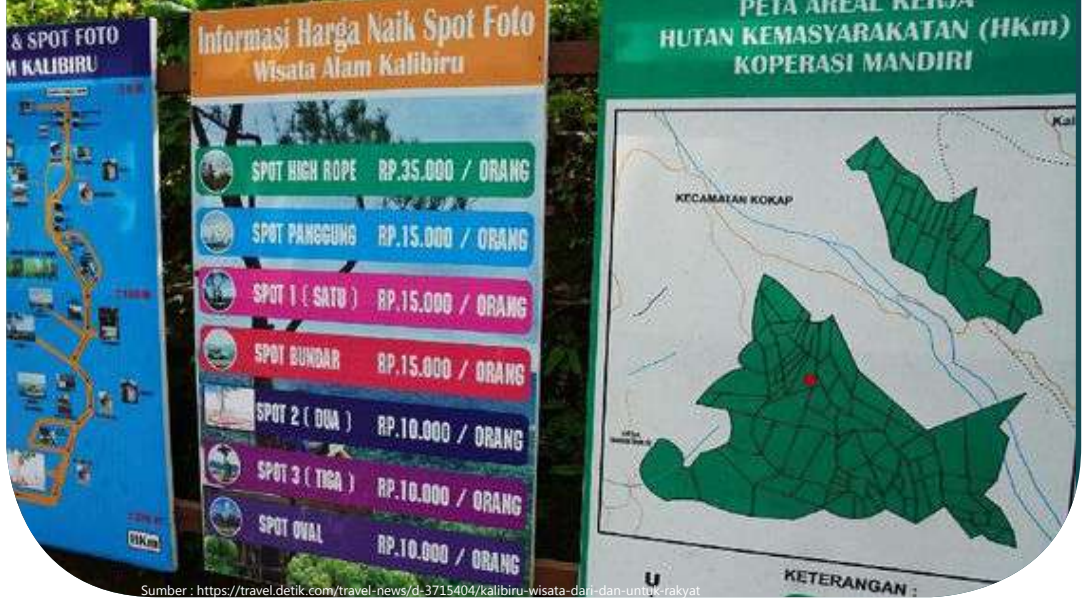 & SPOT FOTO
M KALIBIRU
HKm
Informasi Harga Naik Spot Foto
Wisata Alam Kalibiru
SPOT HIGH ROPE RP.35.000 / ORANG
SPOT PANGGUNG RP.15.000 / ORANG
SPOT 1 ( SATU ) RP.15.000 / ORANG
SPOT BUNDAR RP.15.000 / ORANG
SPOT 2 ( DUA ) RP.10.000 / ORANG
SPOT 3 ( TIGA ) RP.10.000 / ORANG
SPOT OVAL RP.10.000 / ORANG
PETA AREAL KERJA
HUTAN KEMASYARAKATAN (HKm)
KOPERASI MANDIRI
Kal
KECAMATAN KOKAP
U
KETERANGAN :
Sumber : https://travel.detik.com/travel-news/d-3715404/kalibiru-wisata-dari-dan-untuk-rakyat